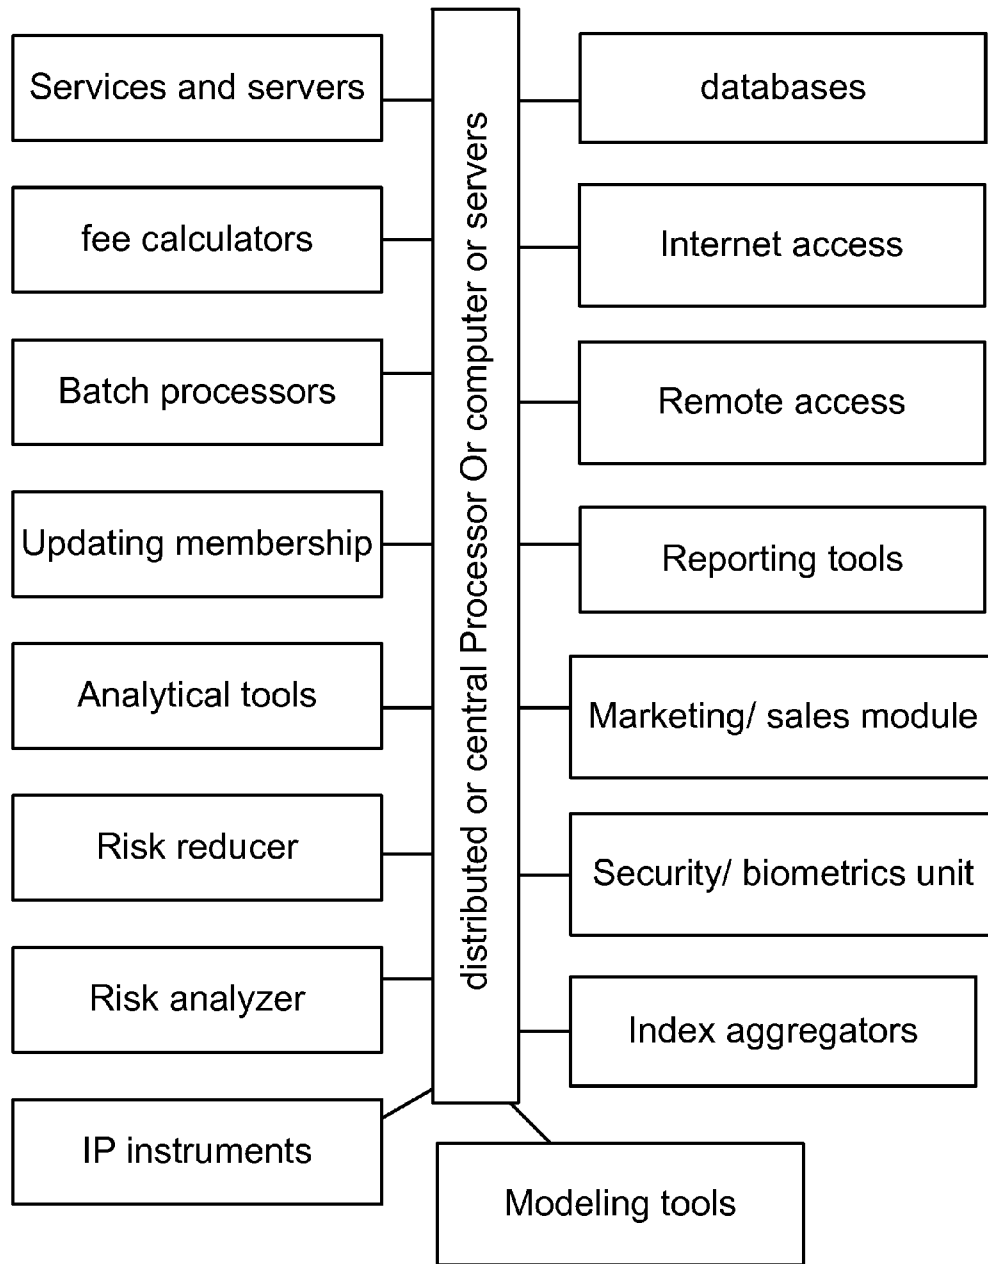 Services and servers
fee calculators
Batch processors
Updating membership
Analytical tools
Risk reducer
Risk analyzer
IP instruments
distributed or central Processor Or computer or servers
databases
Internet access
Remote access
Reporting tools
Marketing/ sales module
Security/ biometrics unit
Index aggregators
Modeling tools